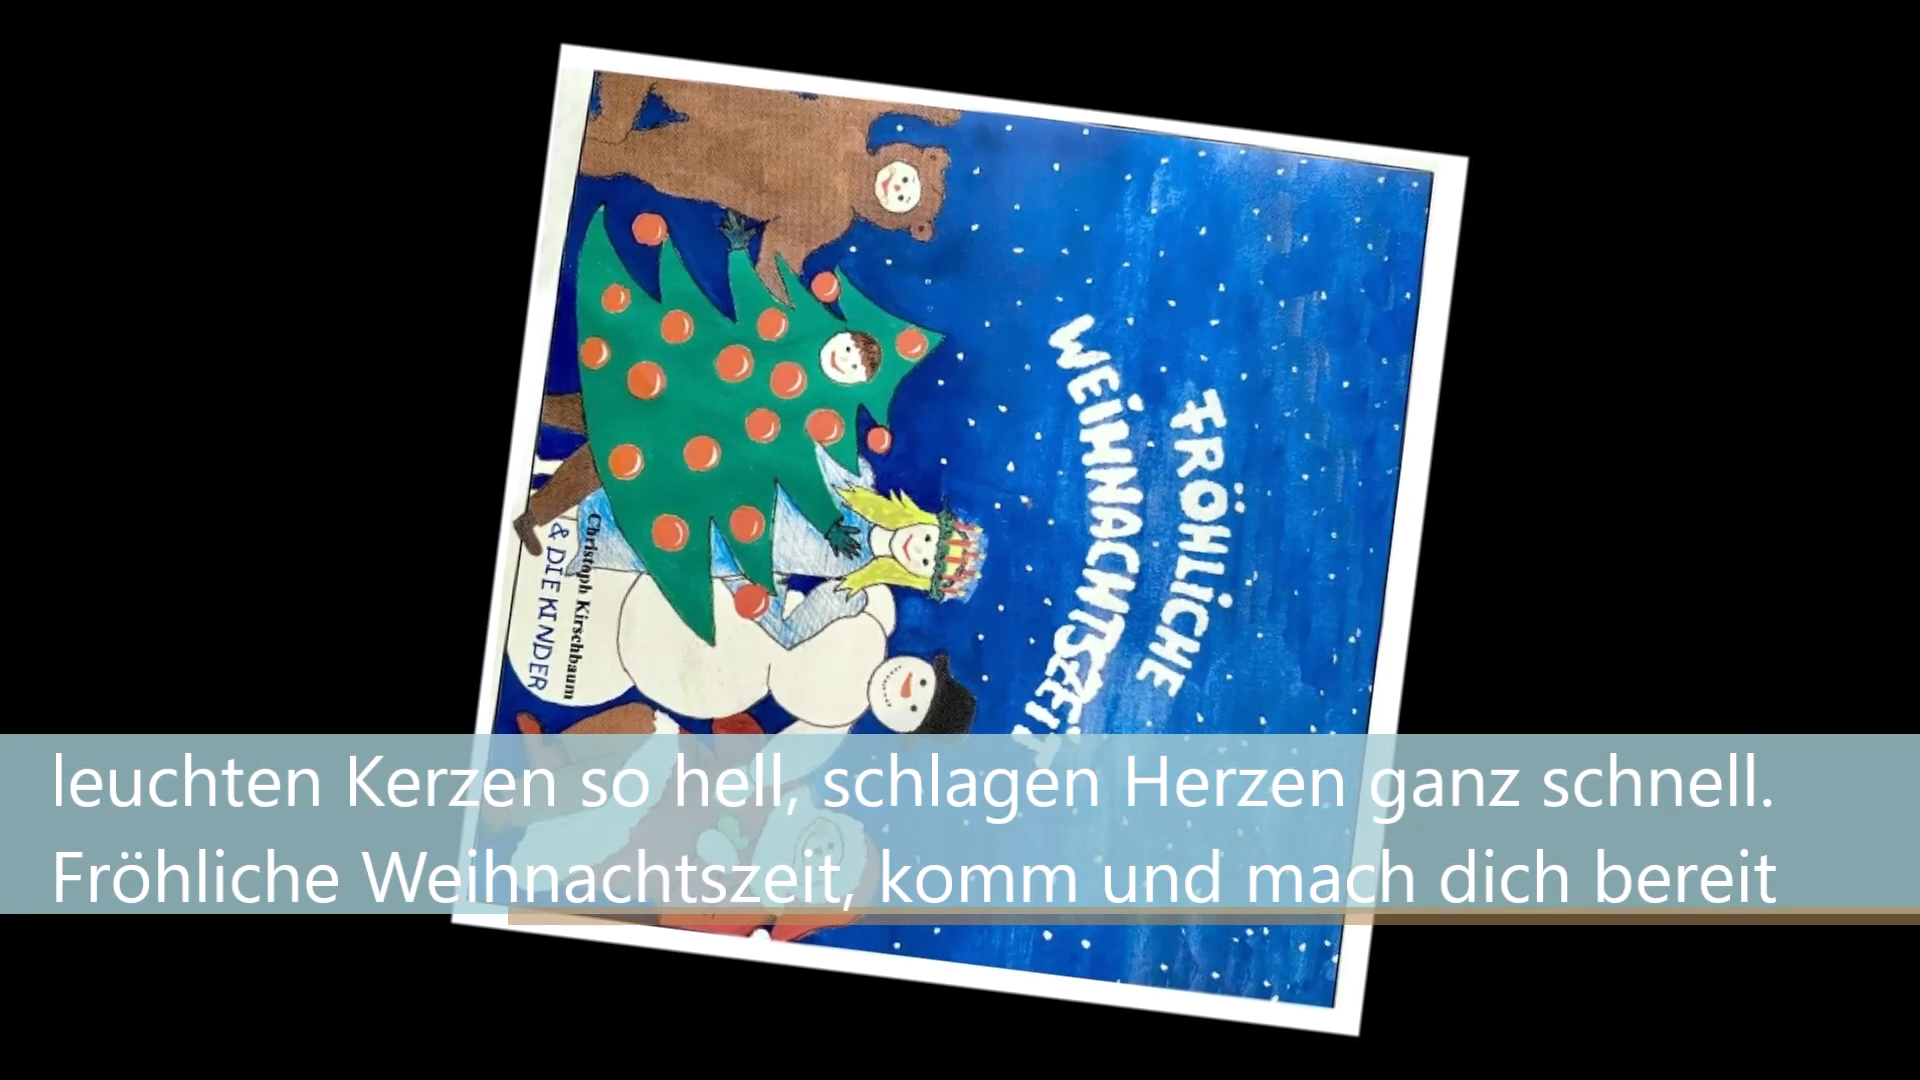 FRÖHLICHE
WEIHNACHTSZEIT
Christoph Kirschbaum
& DIE KINDER
leuchten Kerzen so hell, schlagen Herzen ganz schnell.
Fröhliche Weihnachtszeit, komm und mach dich bereit